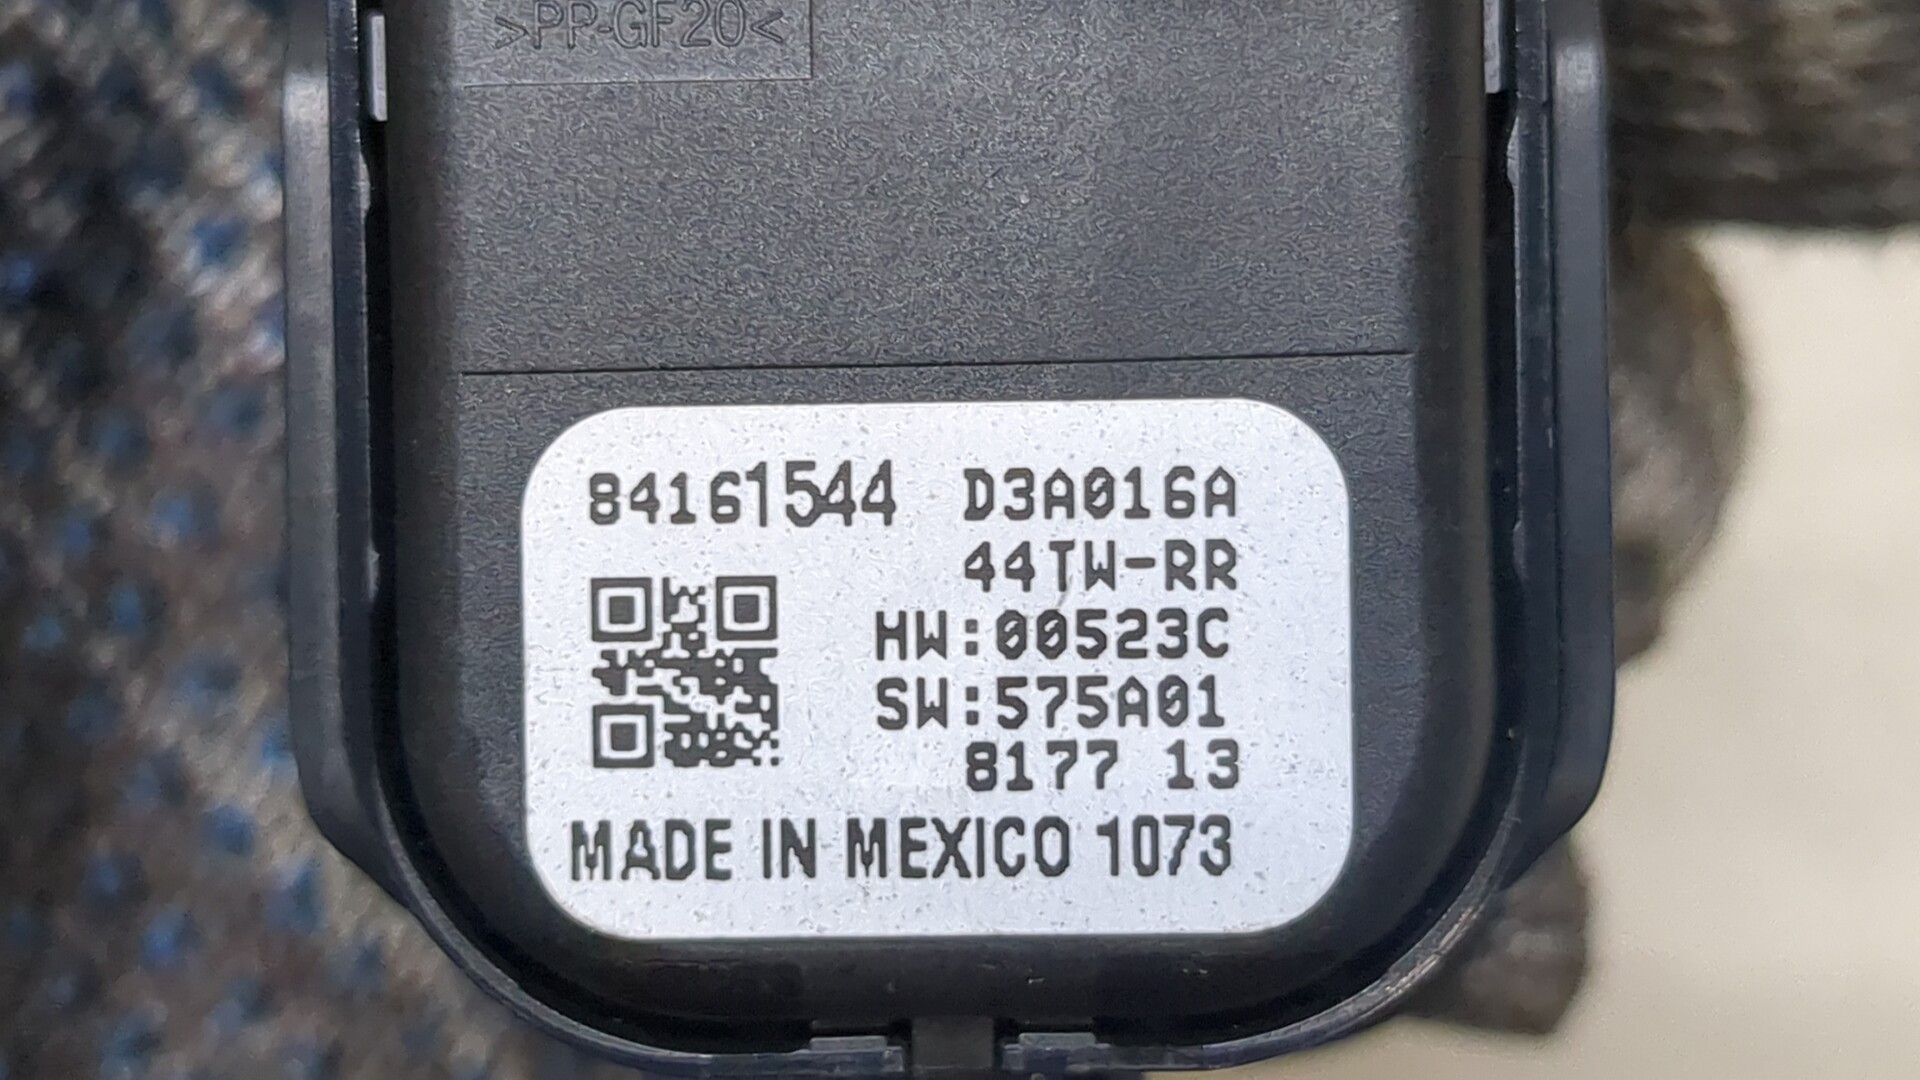 >PP-GF20<
84161544 D3A016A
44TW-RR
HW:00523C
SW:575A01
8177 13
MADE IN MEXICO 1073